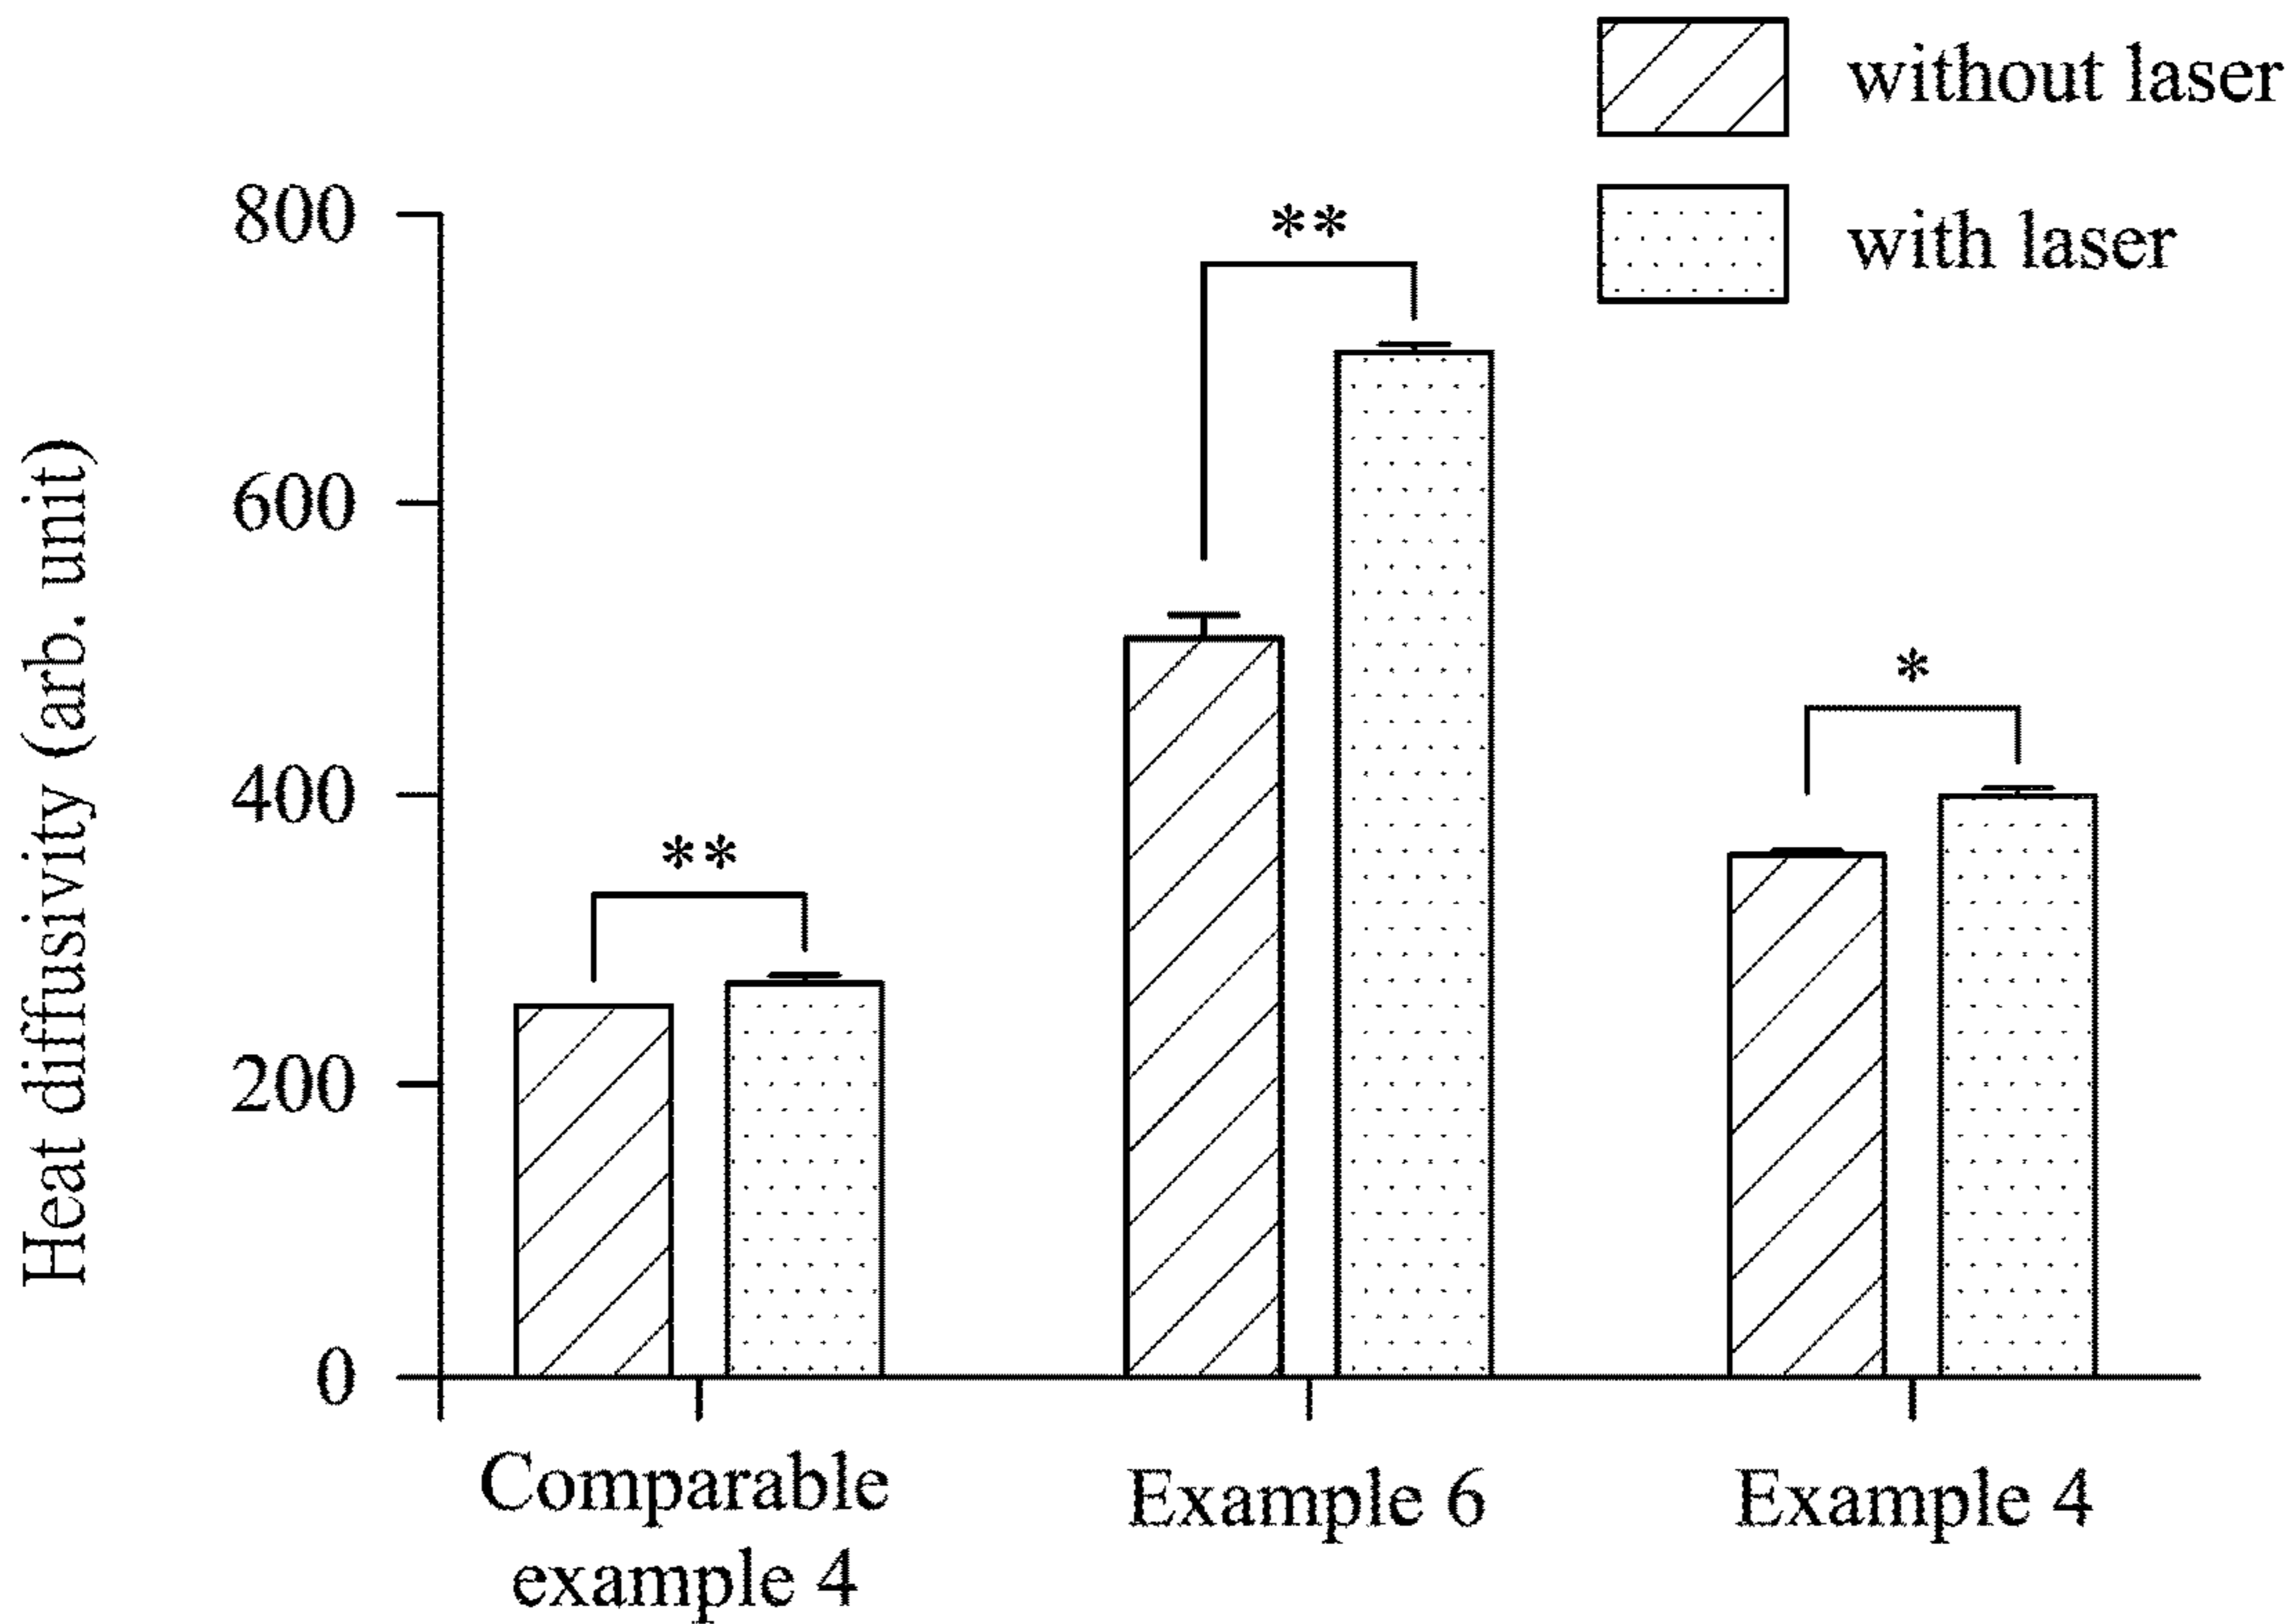 without laser
with laser
Heat diffusivity (arb. unit)
800
600
400
200
0
**
**
*
Comparable
example 4
Example 6
Example 4